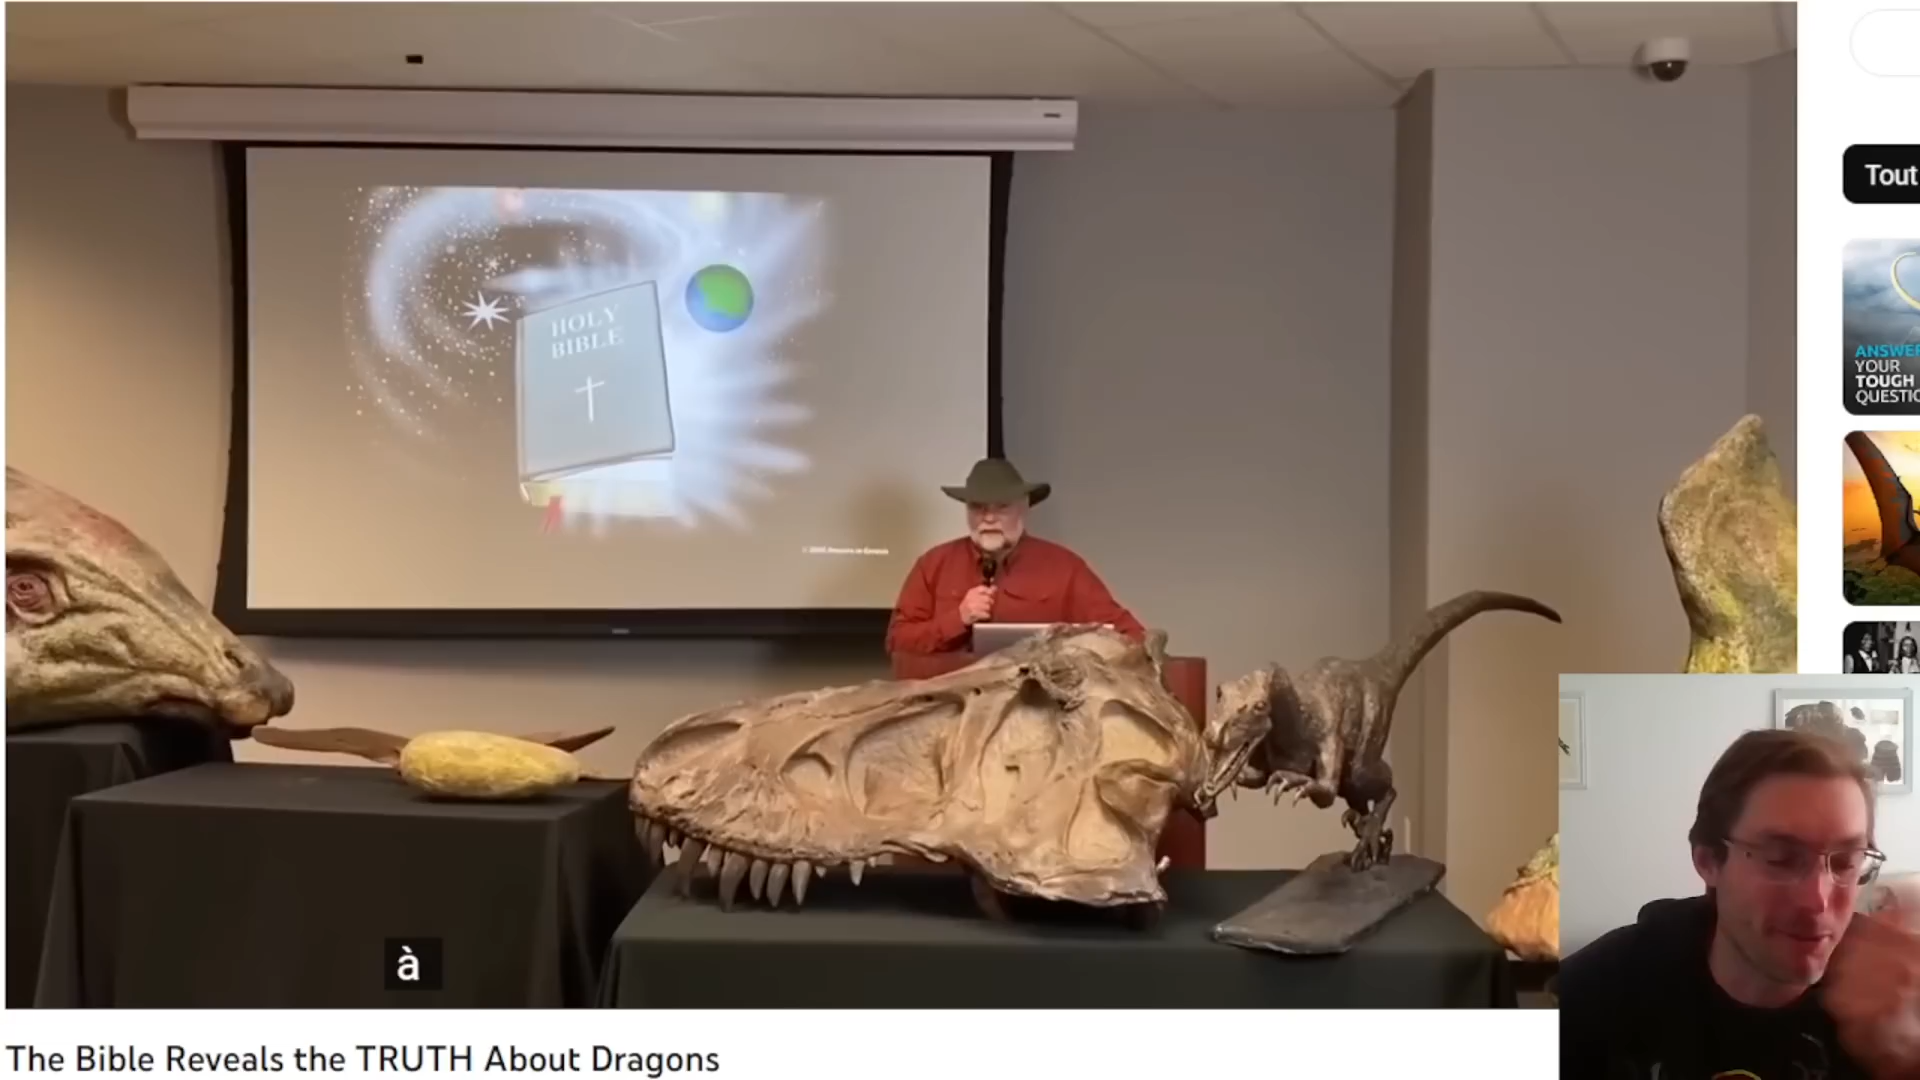 HOLY
BIBLE
Tout
ANSWER
YOUR
TOUGH
QUESTIO
à
The Bible Reveals the TRUTH About Dragons